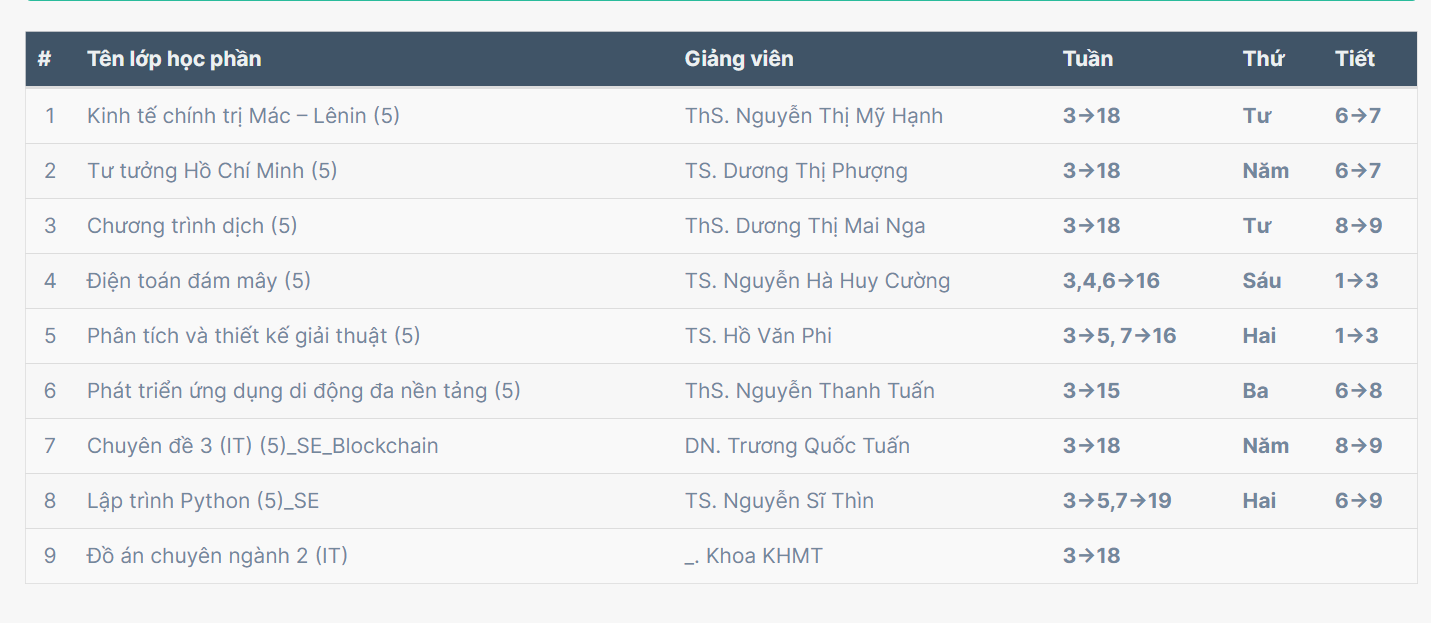 # Tên lớp học phần Giảng viên Tuần Thứ Tiết
1 Kinh tế chính trị Mác – Lênin (5) ThS. Nguyễn Thị Mỹ Hạnh 3→18 Tư 6→7
2 Tư tưởng Hồ Chí Minh (5) TS. Dương Thị Phượng 3→18 Năm 6→7
3 Chương trình dịch (5) ThS. Dương Thị Mai Nga 3→18 Tư 8→9
4 Điện toán đám mây (5) TS. Nguyễn Hà Huy Cường 3,4,6→16 Sáu 1→3
5 Phân tích và thiết kế giải thuật (5) TS. Hồ Văn Phi 3→5, 7→16 Hai 1→3
6 Phát triển ứng dụng di động đa nền tảng (5) ThS. Nguyễn Thanh Tuấn 3→15 Ba 6→8
7 Chuyên đề 3 (IT) (5)_SE_Blockchain DN. Trương Quốc Tuấn 3→18 Năm 8→9
8 Lập trình Python (5)_SE TS. Nguyễn Sĩ Thìn 3→5,7→19 Hai 6→9
9 Đồ án chuyên ngành 2 (IT) _. Khoa KHMT 3→18